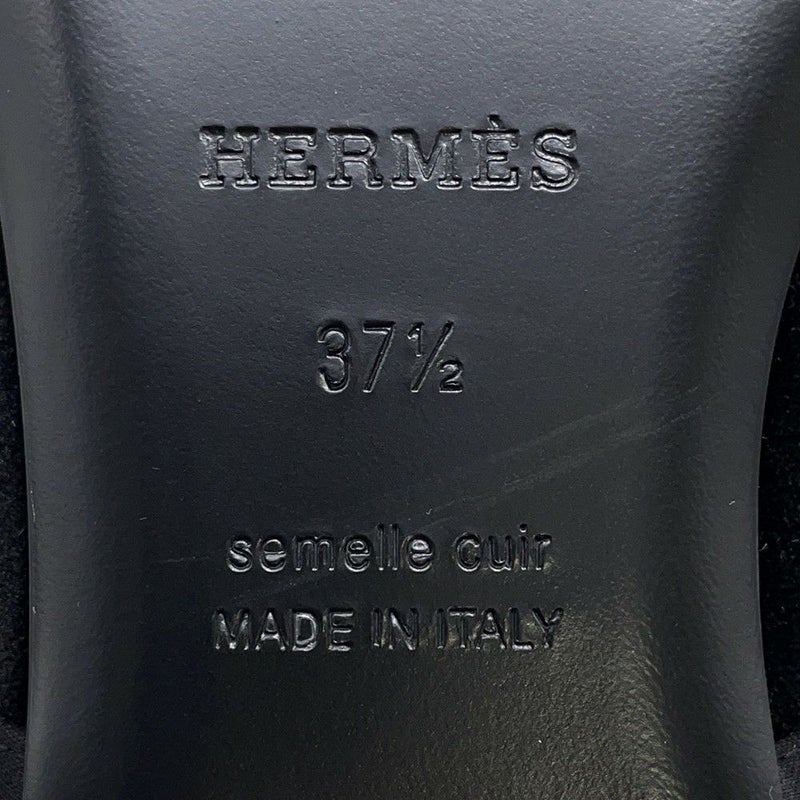 HERMÈS
37½
semelle cuir
MADE IN ITALY